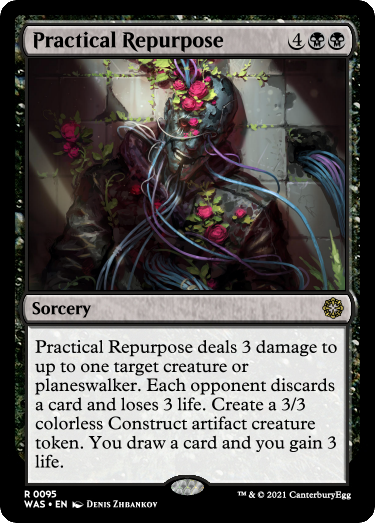 Practical Repurpose 4
Sorcery
Practical Repurpose deals 3 damage to
up to one target creature or
planeswalker. Each opponent discards
a card and loses 3 life. Create a 3/3
colorless Construct artifact creature
token. You draw a card and you gain 3
life.
R 0095
WAS • EN DENIS ZHBANKOV
™ & © 2021 CanterburyEgg